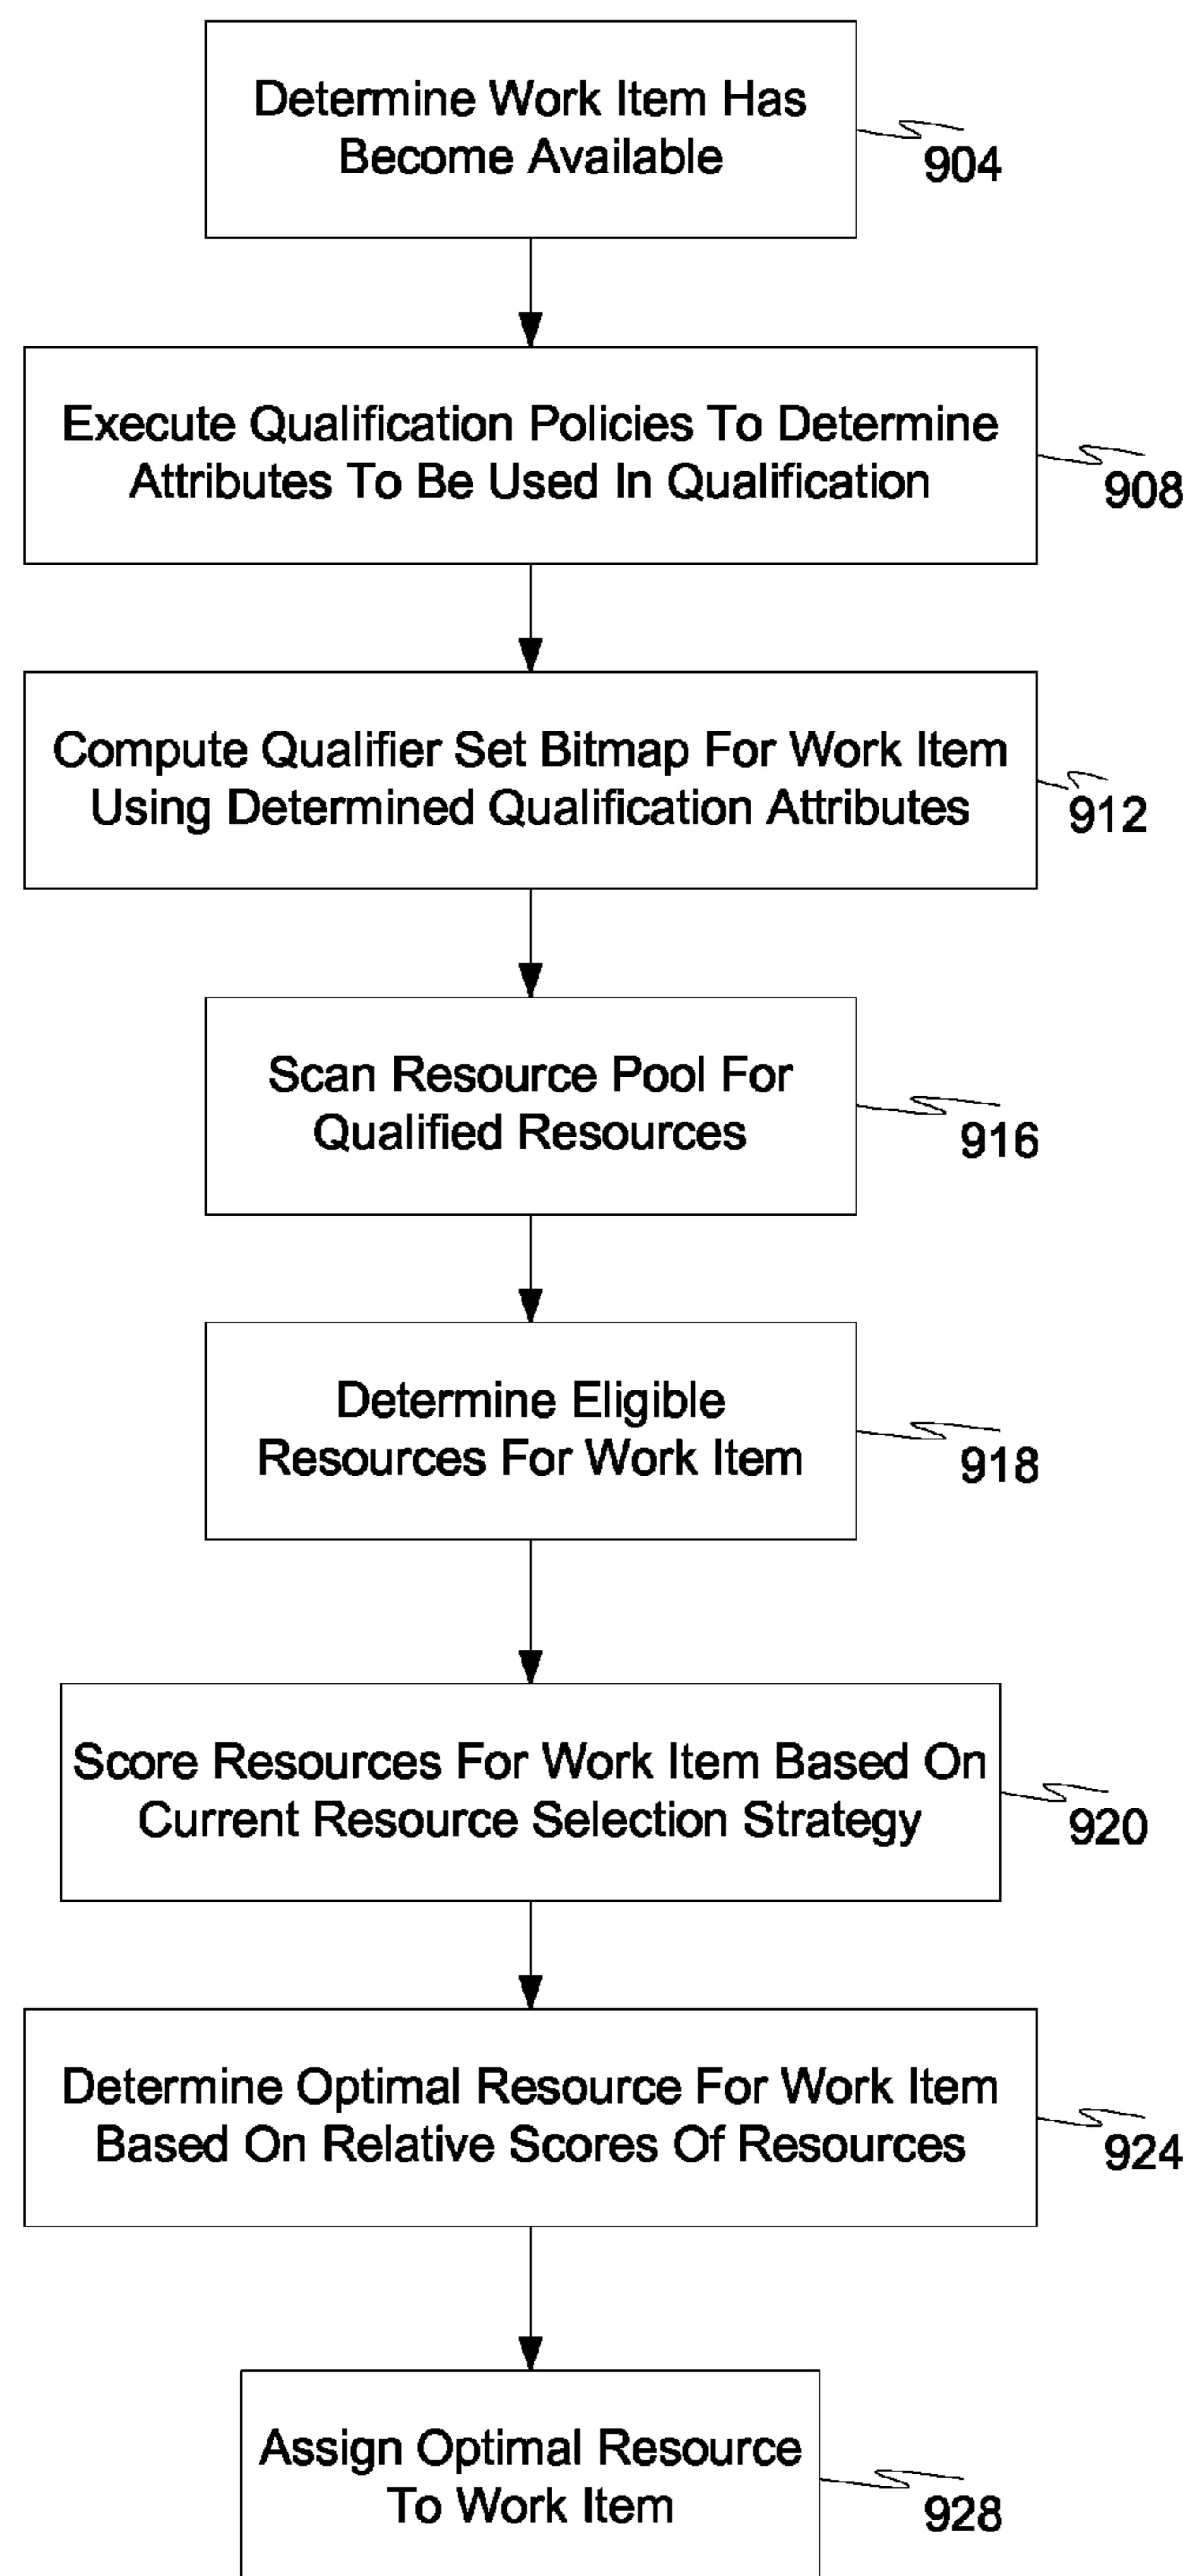 Determine Work Item Has
Become Available
904
Execute Qualification Policies To Determine
Attributes To Be Used In Qualification
908
Compute Qualifier Set Bitmap For Work Item
Using Determined Qualification Attributes
912
Scan Resource Pool For
Qualified Resources
916
Determine Eligible
Resources For Work Item
918
Score Resources For Work Item Based On
Current Resource Selection Strategy
920
Determine Optimal Resource For Work Item
Based On Relative Scores Of Resources
924
Assign Optimal Resource
To Work Item
928